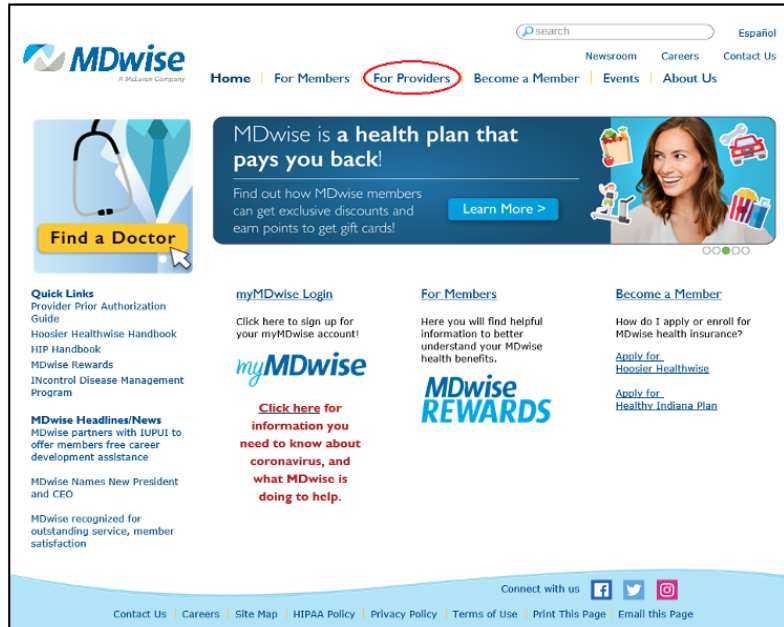 search
Español
Newsroom Careers Contact Us
MDwise
A McLaren Company
Home For Members For Providers Become a Member Events About Us
Find a Doctor
MDwise is a health plan that
pays you back!
Find out how MDwise members
can get exclusive discounts and
earn points to get gift cards!
Learn More >
Quick Links
Provider Prior Authorization
Guide
Hoosier Healthwise Handbook
HIP Handbook
MDwise Rewards
INcontrol Disease Management
Program
MDwise Headlines/News
MDwise partners with IUPUI to
offer members free career
development assistance
MDwise Names New President
and CEO
MDwise recognized for
outstanding service, member
satisfaction
myMDwise Login
Click here to sign up for
your myMDwise account!
myMDwise
Click here for
information you
need to know about
coronavirus, and
what MDwise is
doing to help.
For Members
Here you will find helpful
information to better
understand your MDwise
health benefits.
MDwise
REWARDS
Become a Member
How do I apply or enroll for
MDwise health insurance?
Apply for
Hoosier Healthwise
Apply for
Healthy Indiana Plan
Connect with us
Contact Us Careers Site Map HIPAA Policy Privacy Policy Terms of Use Print This Page Email this Page